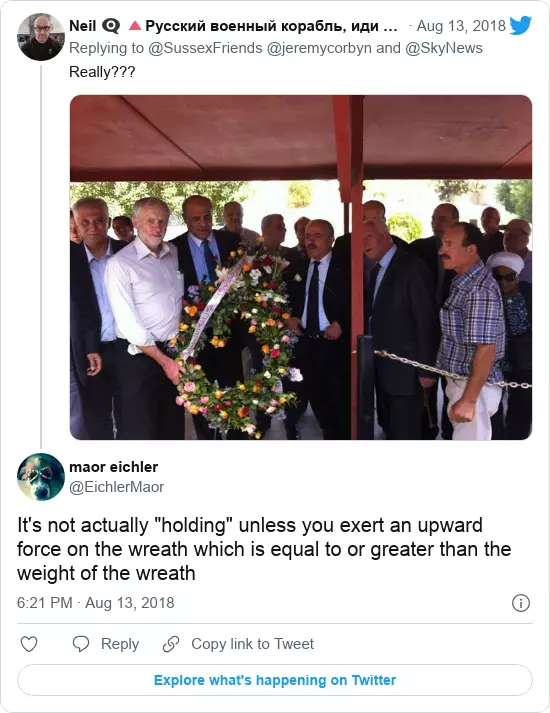 Neil 🔍 🔺 Русский военный корабль, иди ... · Aug 13, 2018
Replying to @SussexFriends @jeremycorbyn and @SkyNews
Really???
maor eichler
@EichlerMaor
It's not actually "holding" unless you exert an upward
force on the wreath which is equal to or greater than the
weight of the wreath
6:21 PM · Aug 13, 2018
Reply
Copy link to Tweet
Explore what's happening on Twitter